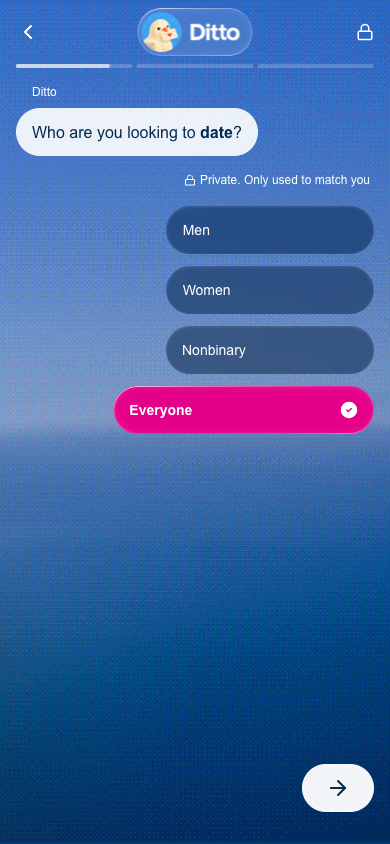 Ditto
Ditto
Who are you looking to date?
Private. Only used to match you
Men
Women
Nonbinary
Everyone